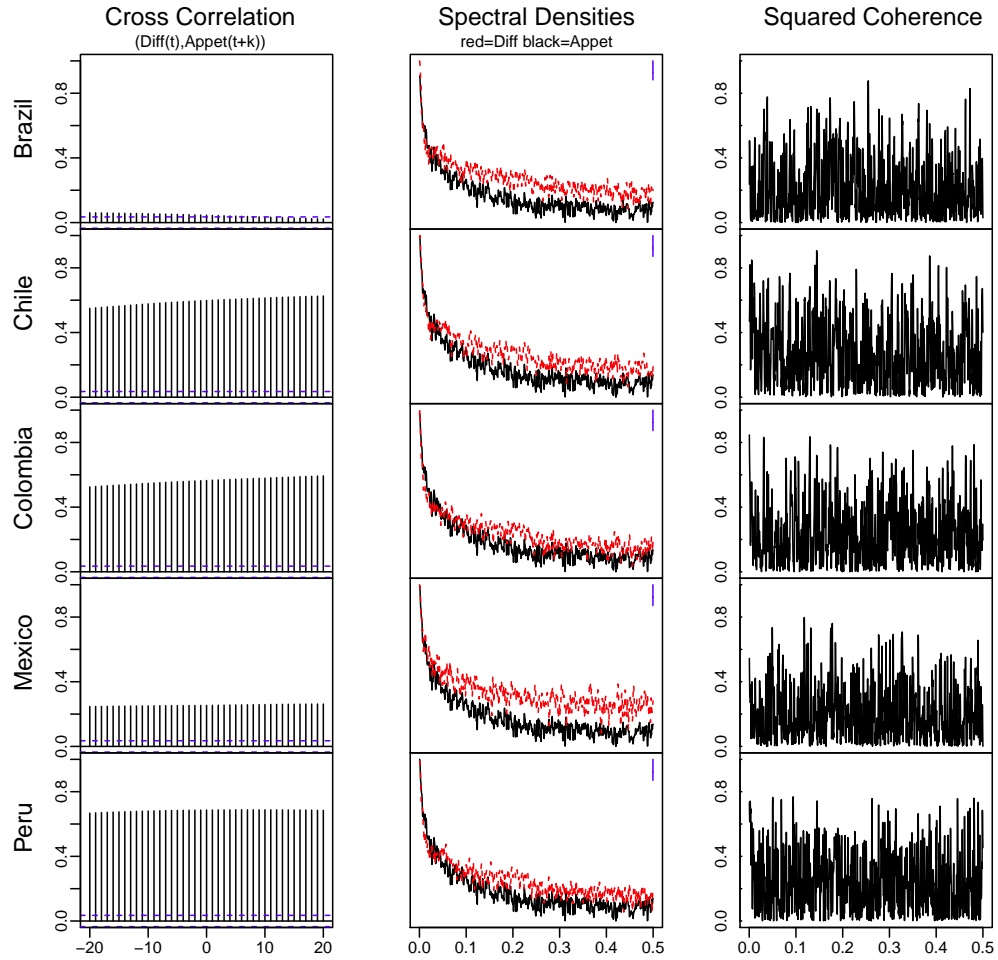 Cross Correlation
(Diff(t),Appet(t+k))
Spectral Densities
red=Diff black=Appet
Squared Coherence
Brazil
0.0 0.4 0.8
0.0 0.4 0.8
Chile
0.0 0.4 0.8
0.0 0.4 0.8
Colombia
0.0 0.4 0.8
0.0 0.4 0.8
Mexico
0.0 0.4 0.8
0.0 0.4 0.8
Peru
0.0 0.4 0.8
0.0 0.4 0.8
−20 −10 0 10 20
0.0 0.1 0.2 0.3 0.4 0.5
0.0 0.1 0.2 0.3 0.4 0.5